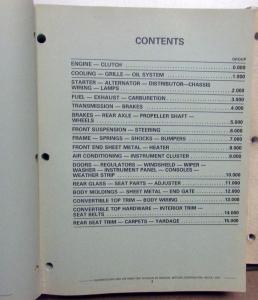 CONTENTS
GROUP
ENGINE — CLUTCH 0.000
COOLING — GRILLE — OIL SYSTEM 1.000
STARTER — ALTERNATOR — DISTRIBUTOR—CHASSIS
WIRING — LAMPS 2.000
FUEL — EXHAUST — CARBURETION 3.000
TRANSMISSION — BRAKES 4.000
BRAKES — REAR AXLE — PROPELLER SHAFT —
WHEELS 5.000
FRONT SUSPENSION — STEERING 6.000
FRAME — SPRINGS — SHOCKS — BUMPERS 7.000
FRONT END SHEET METAL — HEATER 8.000
AIR CONDITIONING — INSTRUMENT CLUSTER 9.000
DOORS — REGULATORS — WINDSHIELD — WIPER —
WASHER — INSTRUMENT PANEL — CONSOLES —
WEATHER STRIP 10.000
REAR GLASS — SEAT PARTS — ADJUSTER 11.000
BODY MOLDINGS — SHEET METAL — END GATE 12.000
CONVERTIBLE TOP TRIM — BODY WIRING 13.000
CONVERTIBLE TOP HARDWARE — INTERIOR TRIM —
SEAT BELTS 14.000
REAR SEAT TRIM — CARPETS — YARDAGE 15.000